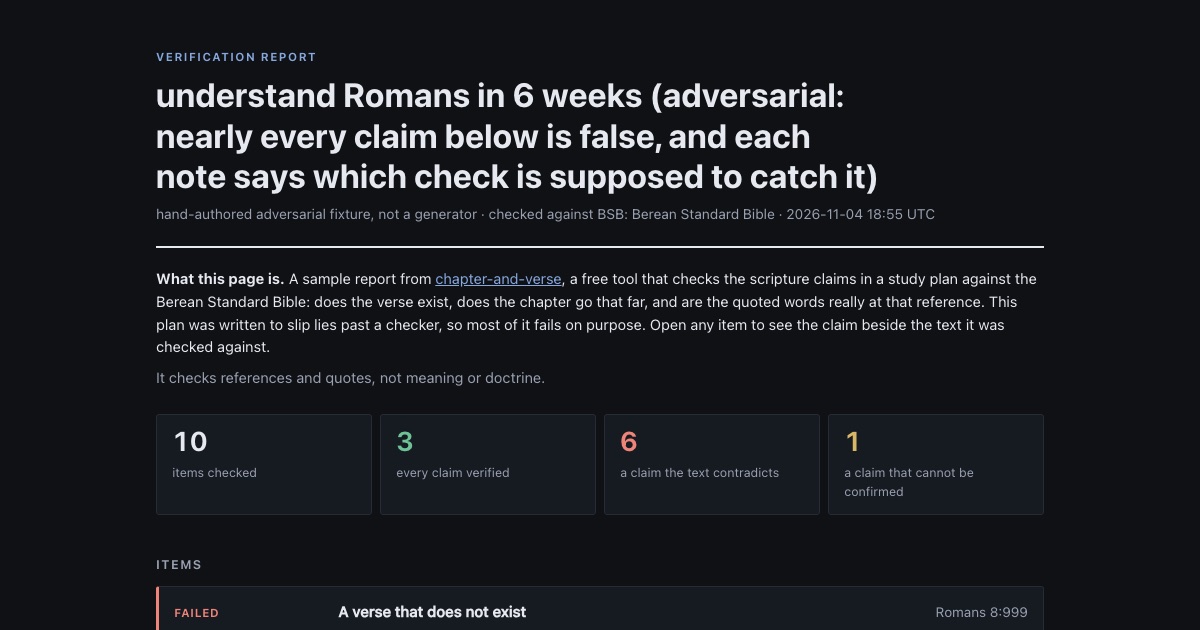 VERIFICATION REPORT
understand Romans in 6 weeks (adversarial:
nearly every claim below is false, and each
note says which check is supposed to catch it)
hand-authored adversarial fixture, not a generator · checked against BSB: Berean Standard Bible · 2026-11-04 18:55 UTC
What this page is. A sample report from chapter-and-verse, a free tool that checks the scripture claims in a study plan against the
Berean Standard Bible: does the verse exist, does the chapter go that far, and are the quoted words really at that reference. This
plan was written to slip lies past a checker, so most of it fails on purpose. Open any item to see the claim beside the text it was
checked against.
It checks references and quotes, not meaning or doctrine.
10
items checked
3
every claim verified
6
a claim the text contradicts
1
a claim that cannot be
confirmed
ITEMS
FAILED A verse that does not exist Romans 8:999